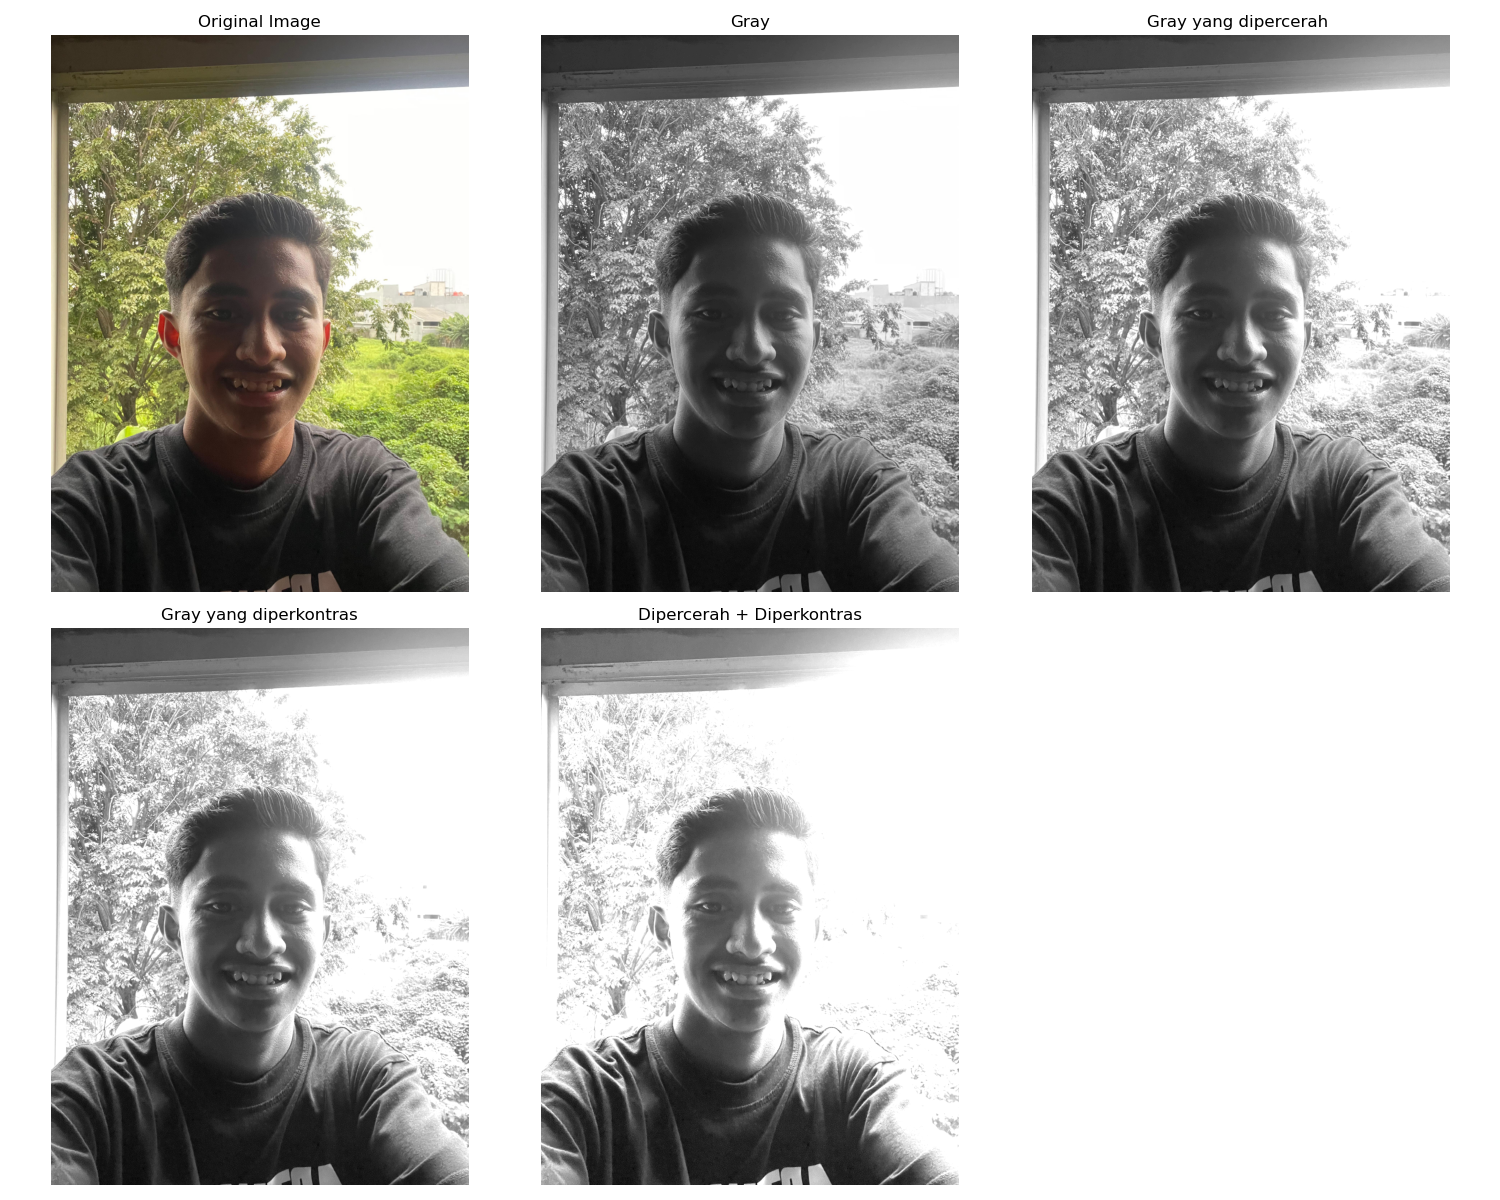 Original Image
Gray
Gray yang dipercerah
Gray yang diperkontras
Dipercerah + Diperkontras